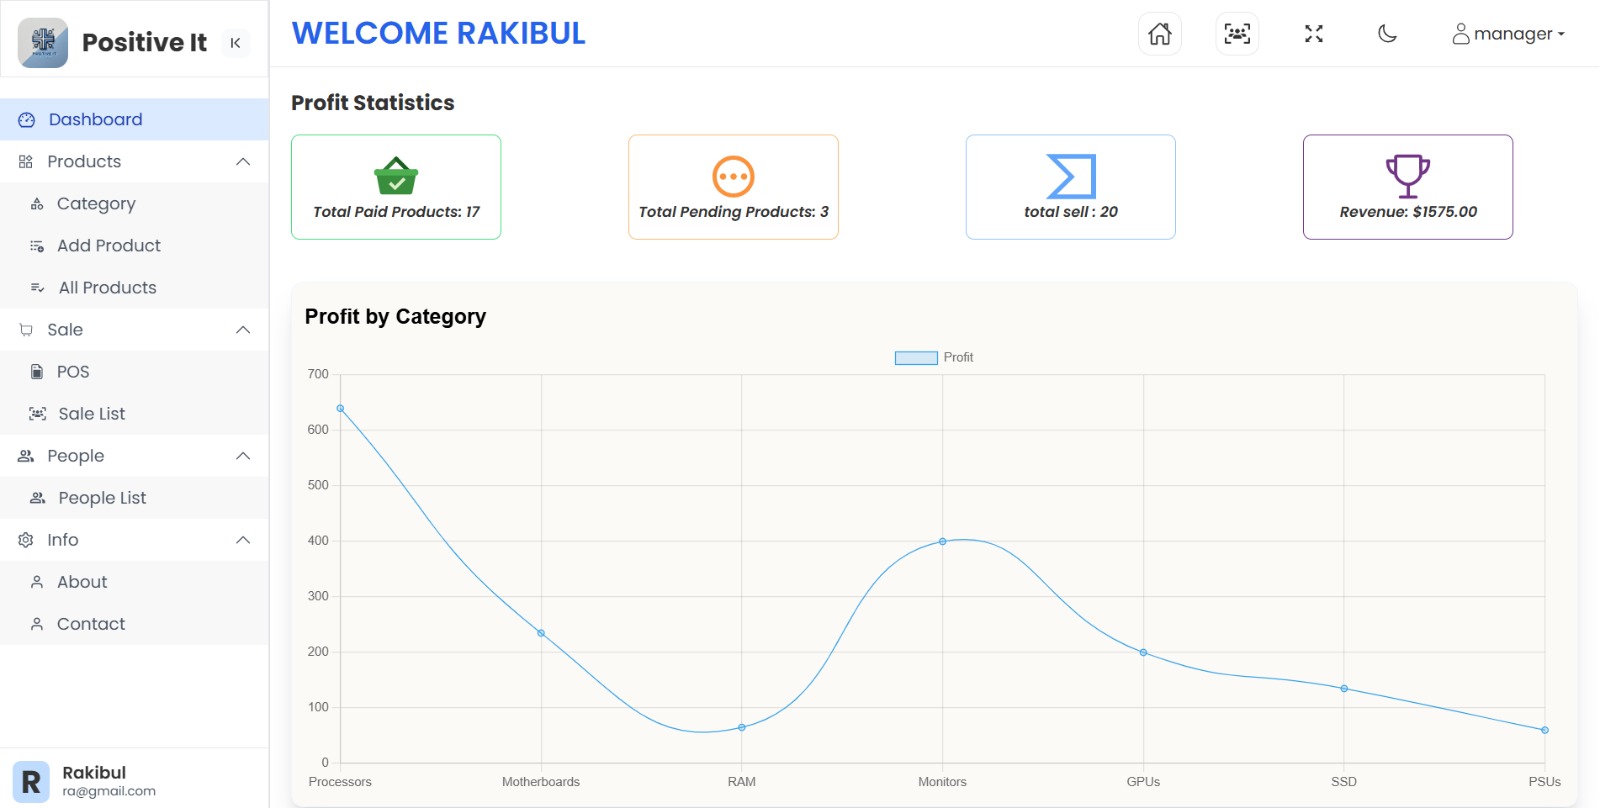 Positive It
WELCOME RAKIBUL
manager
Dashboard
Products
Category
Add Product
All Products
Sale
POS
Sale List
People
People List
Info
About
Contact
R
Rakibul
ra@gmail.com
Profit Statistics
Total Paid Products: 17
Total Pending Products: 3
total sell : 20
Revenue: $1575.00
Profit by Category
Profit
700
600
500
400
300
200
100
0
Processors Motherboards RAM Monitors GPUs SSD PSUs